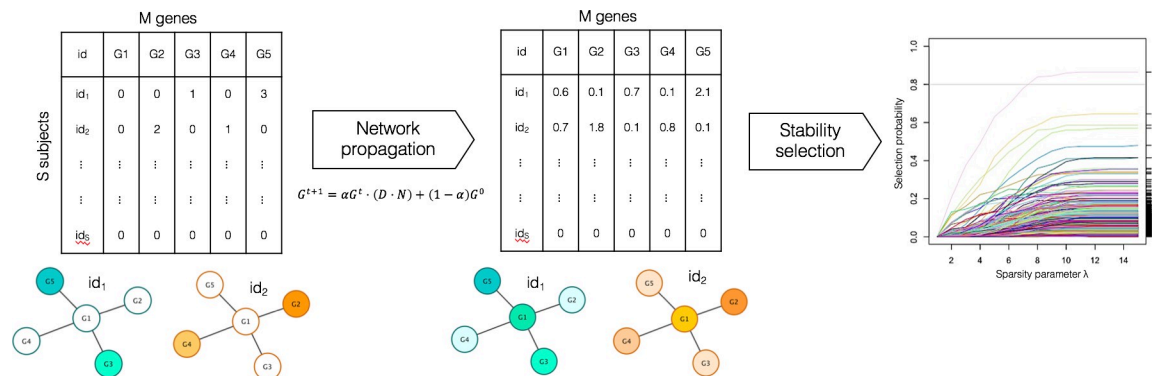 M genes
S subjects
id G1 G2 G3 G4 G5
id₁ 0 0 1 0 3
id₂ 0 2 0 1 0
⋮ ⋮ ⋮ ⋮ ⋮ ⋮
⋮ ⋮ ⋮ ⋮ ⋮ ⋮
idₛ 0 0 0 0 0
Network
propagation
𝐺ᵗ⁺¹ = 𝛼𝐺ᵗ · (𝐷 · 𝑁) + (1 − 𝛼)𝐺⁰
M genes
id G1 G2 G3 G4 G5
id₁ 0.6 0.1 0.7 0.1 2.1
id₂ 0.7 1.8 0.1 0.8 0.1
⋮ ⋮ ⋮ ⋮ ⋮ ⋮
⋮ ⋮ ⋮ ⋮ ⋮ ⋮
idₛ 0 0 0 0 0
Stability
selection
Selection probability
1.0
0.8
0.6
0.4
0.2
0.0
2 4 6 8 10 12 14
Sparsity parameter λ
id₁
G5
G2
G1
G4
G3
id₂
G5
G2
G1
G4
G3
id₁
G5
G2
G1
G4
G3
id₂
G5
G2
G1
G4
G3